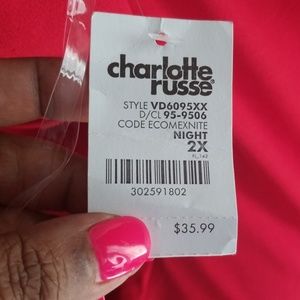 charlotte
russe®
STYLE VD6095XX
D/CL 95-9506
CODE ECOMEXNITE
NIGHT
2X
302591802
$35.99